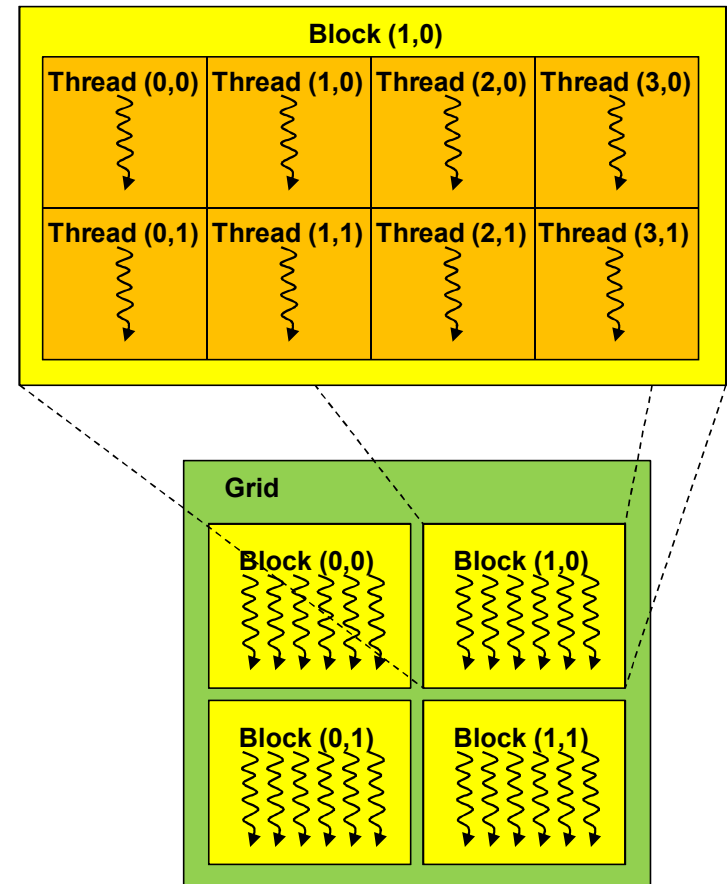 Block (1,0)
Thread (0,0) Thread (1,0) Thread (2,0) Thread (3,0)
Thread (0,1) Thread (1,1) Thread (2,1) Thread (3,1)
Grid
Block (0,0) Block (1,0)
Block (0,1) Block (1,1)